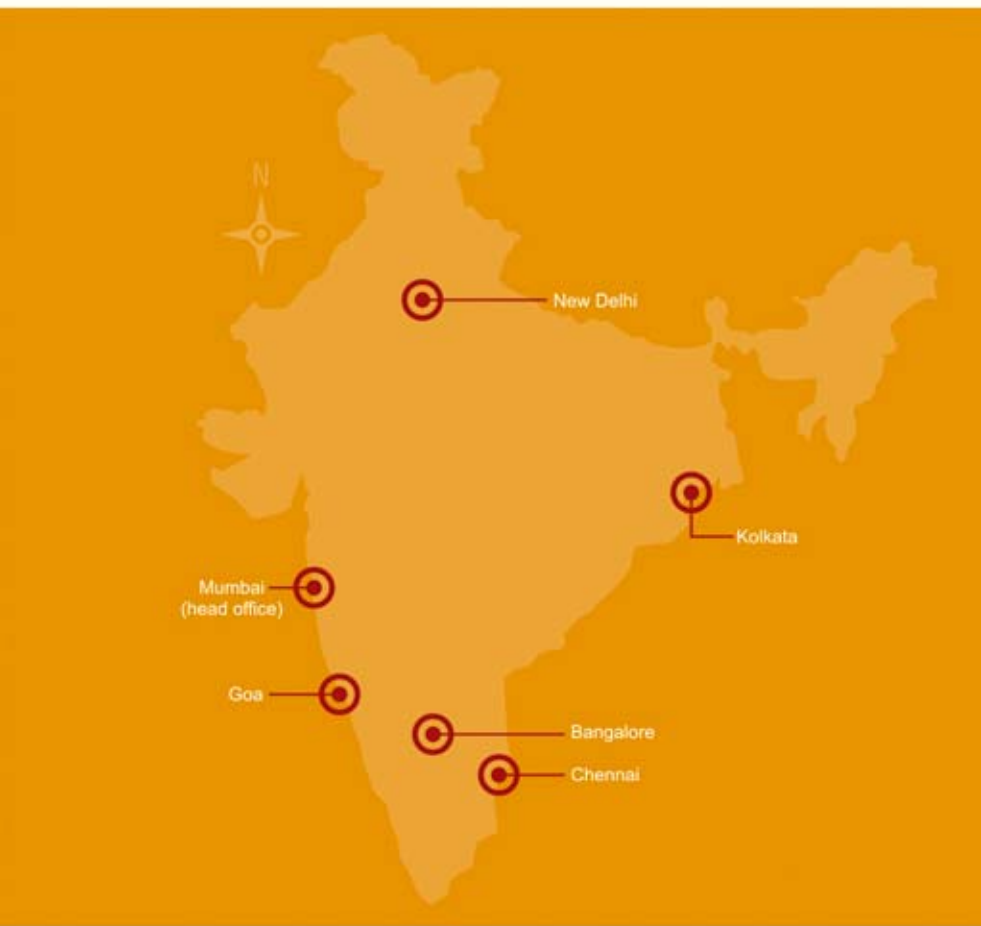 N
New Delhi
Kolkata
Mumbai
(head office)
Goa
Bangalore
Chennai